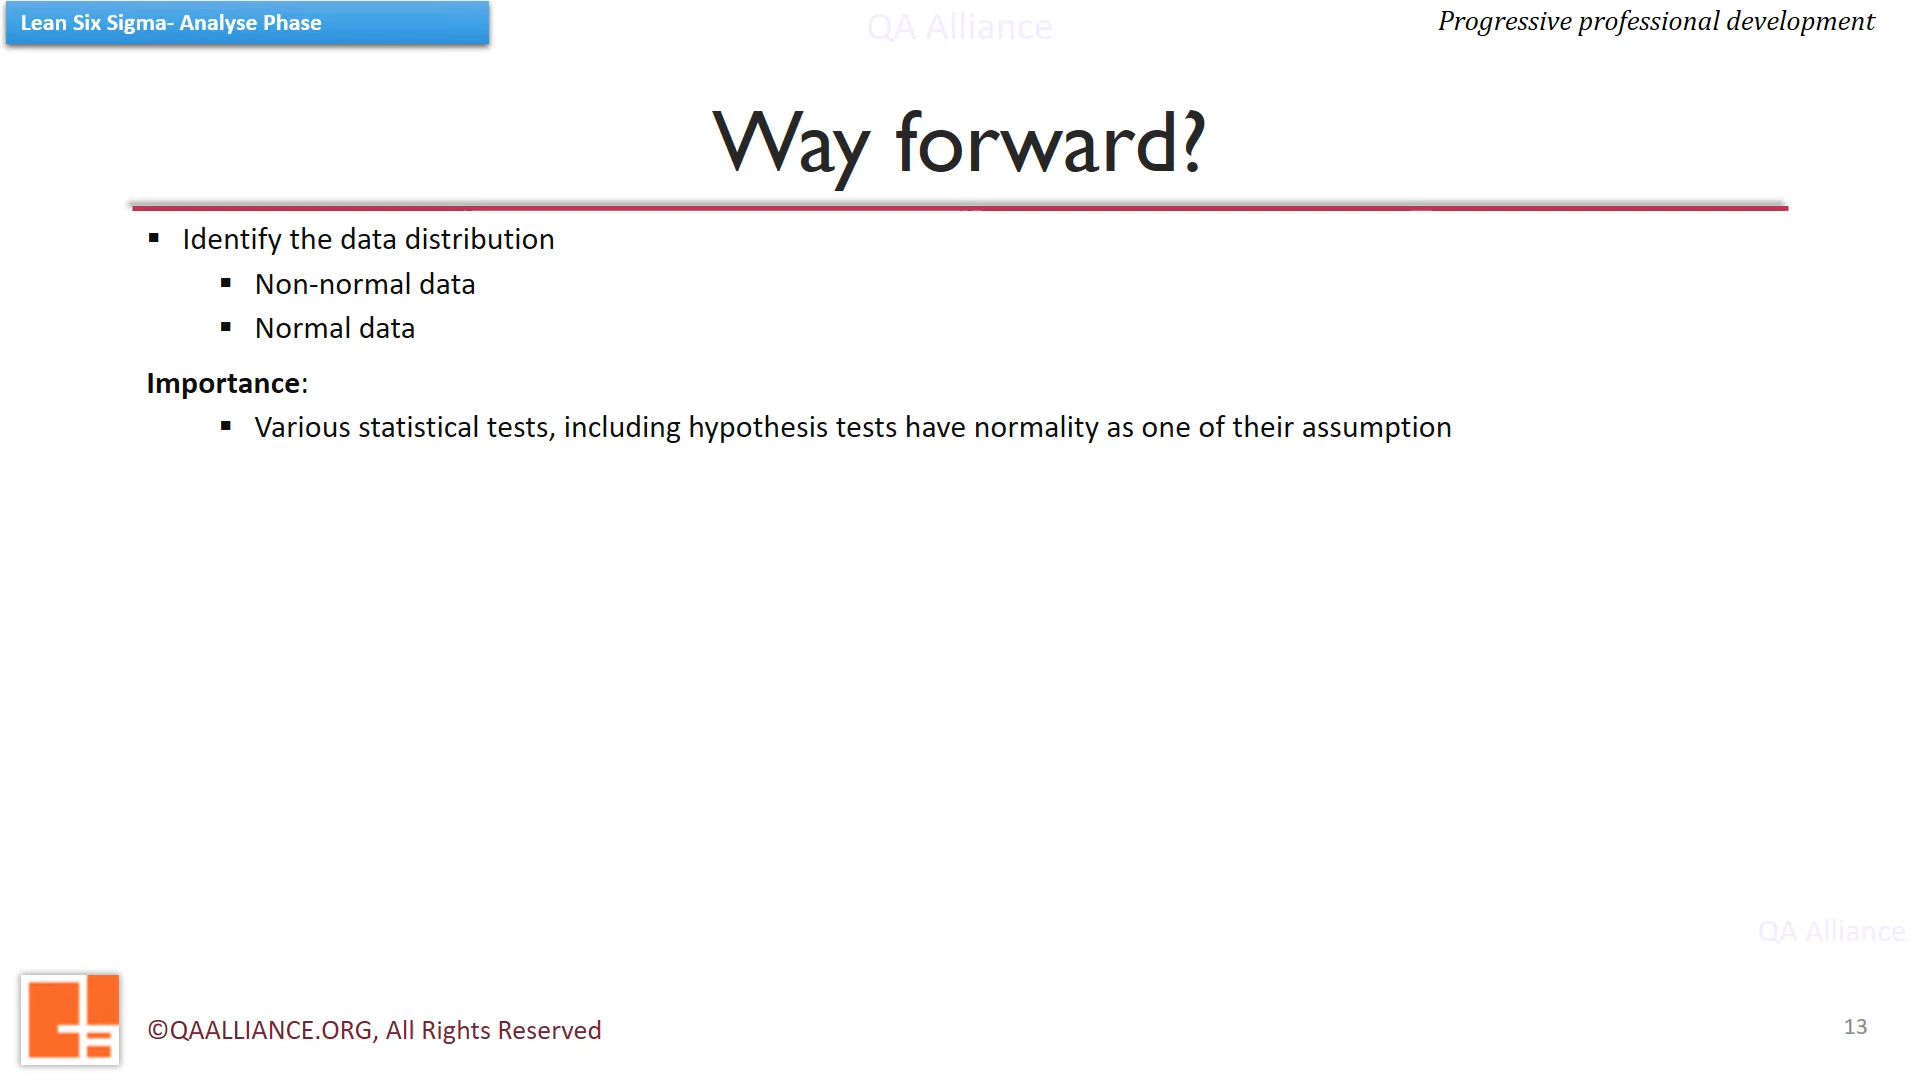 Lean Six Sigma- Analyse Phase
QA Alliance
Progressive professional development
Way forward?
▪ Identify the data distribution
▪ Non-normal data
▪ Normal data
Importance:
▪ Various statistical tests, including hypothesis tests have normality as one of their assumption
QA Alliance
©QAALLIANCE.ORG, All Rights Reserved
13